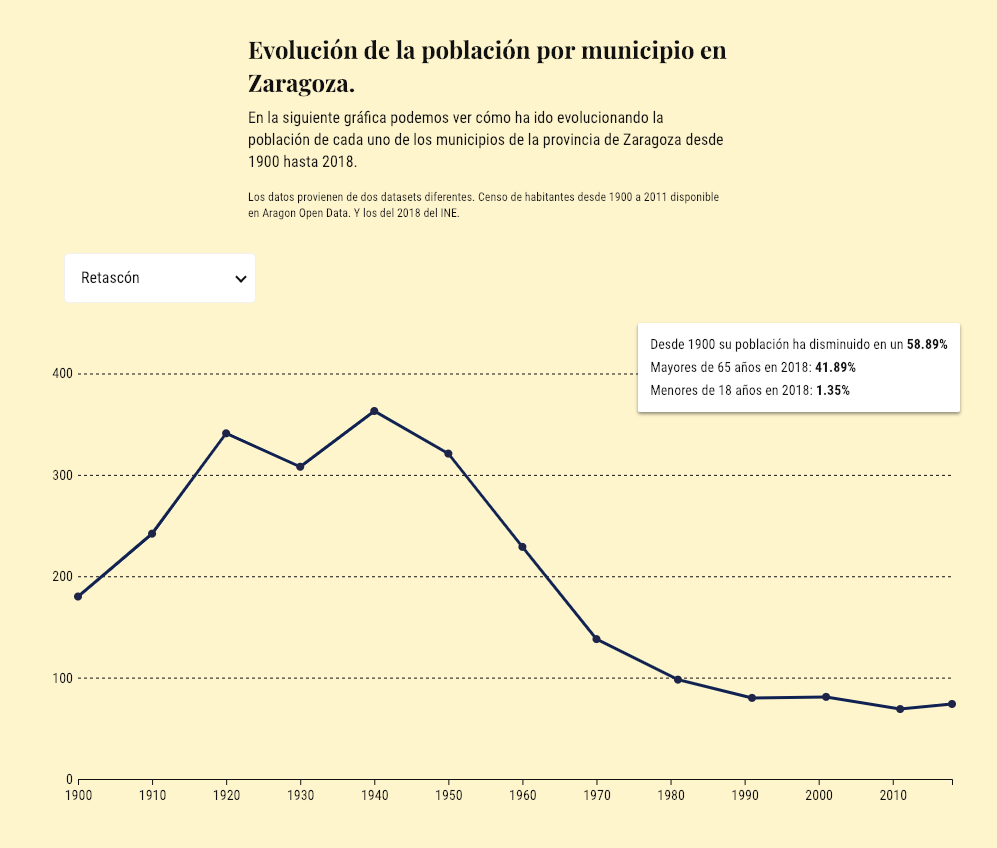 Evolución de la población por municipio en
Zaragoza.
En la siguiente gráfica podemos ver cómo ha ido evolucionando la
población de cada uno de los municipios de la provincia de Zaragoza desde
1900 hasta 2018.
Los datos provienen de dos datasets diferentes. Censo de habitantes desde 1900 a 2011 disponible
en Aragon Open Data. Y los del 2018 del INE.
Retascón
Desde 1900 su población ha disminuido en un 58.89%
Mayores de 65 años en 2018: 41.89%
Menores de 18 años en 2018: 1.35%
400
300
200
100
0
1900 1910 1920 1930 1940 1950 1960 1970 1980 1990 2000 2010